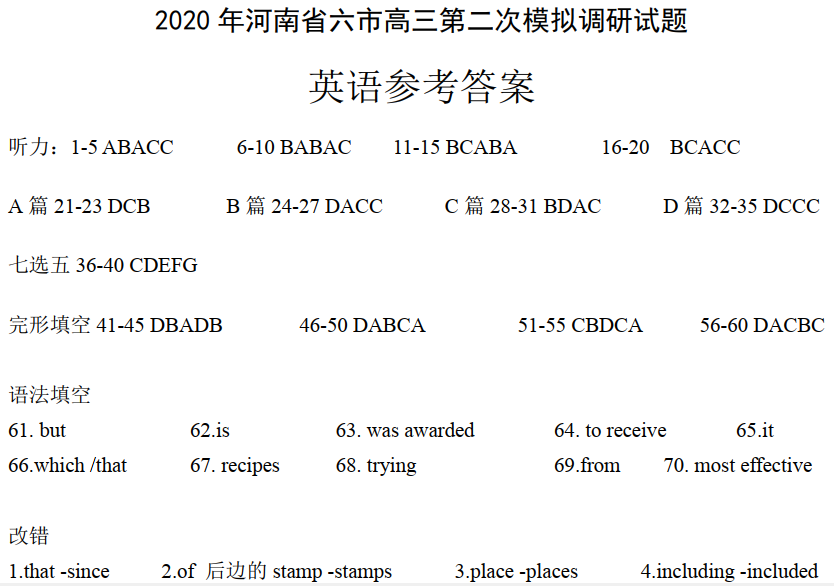 2020 年河南省六市高三第二次模拟调研试题
英语参考答案
听力：1-5 ABACC 6-10 BABAC 11-15 BCABA 16-20 BCACC
A 篇 21-23 DCB B 篇 24-27 DACC C 篇 28-31 BDAC D 篇 32-35 DCCC
七选五 36-40 CDEFG
完形填空 41-45 DBADB 46-50 DABCA 51-55 CBDCA 56-60 DACBC
语法填空
61. but 62.is 63. was awarded 64. to receive 65.it
66.which /that 67. recipes 68. trying 69.from 70. most effective
改错
1.that -since 2.of 后边的 stamp -stamps 3.place -places 4.including -included